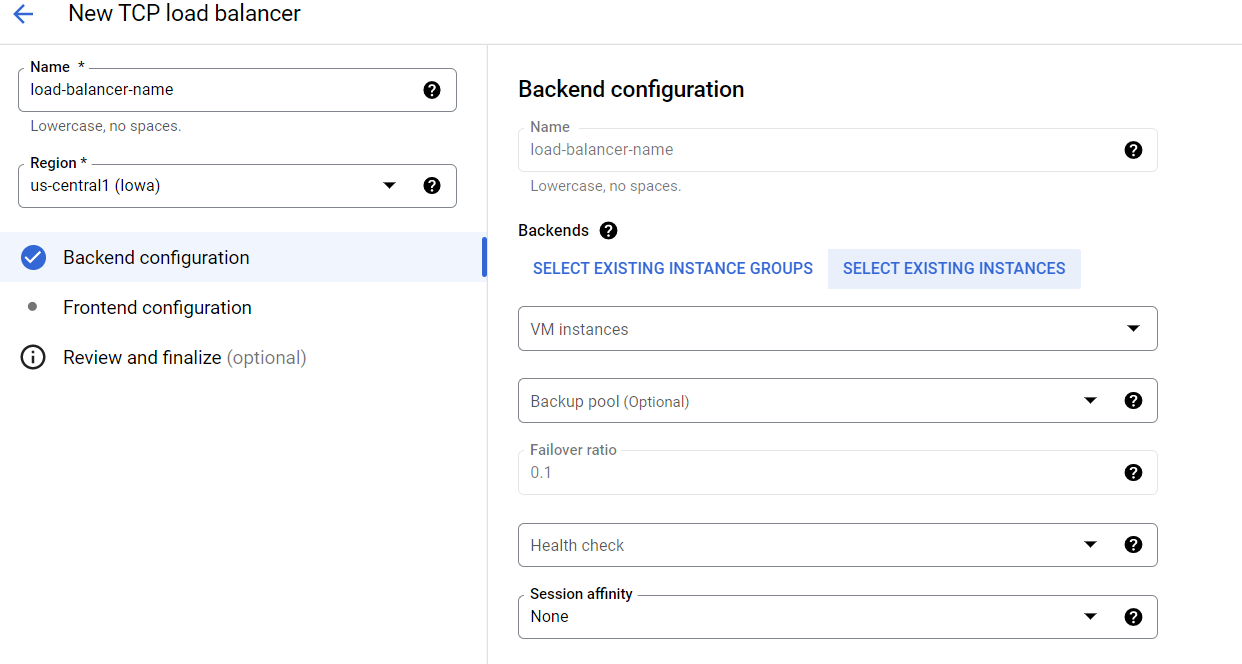 New TCP load balancer
Name *
load-balancer-name
Lowercase, no spaces.
Region *
us-central1 (Iowa)
Backend configuration
Frontend configuration
Review and finalize (optional)
Backend configuration
Name
load-balancer-name
Lowercase, no spaces.
Backends
SELECT EXISTING INSTANCE GROUPS SELECT EXISTING INSTANCES
VM instances
Backup pool (Optional)
Failover ratio
0.1
Health check
Session affinity
None